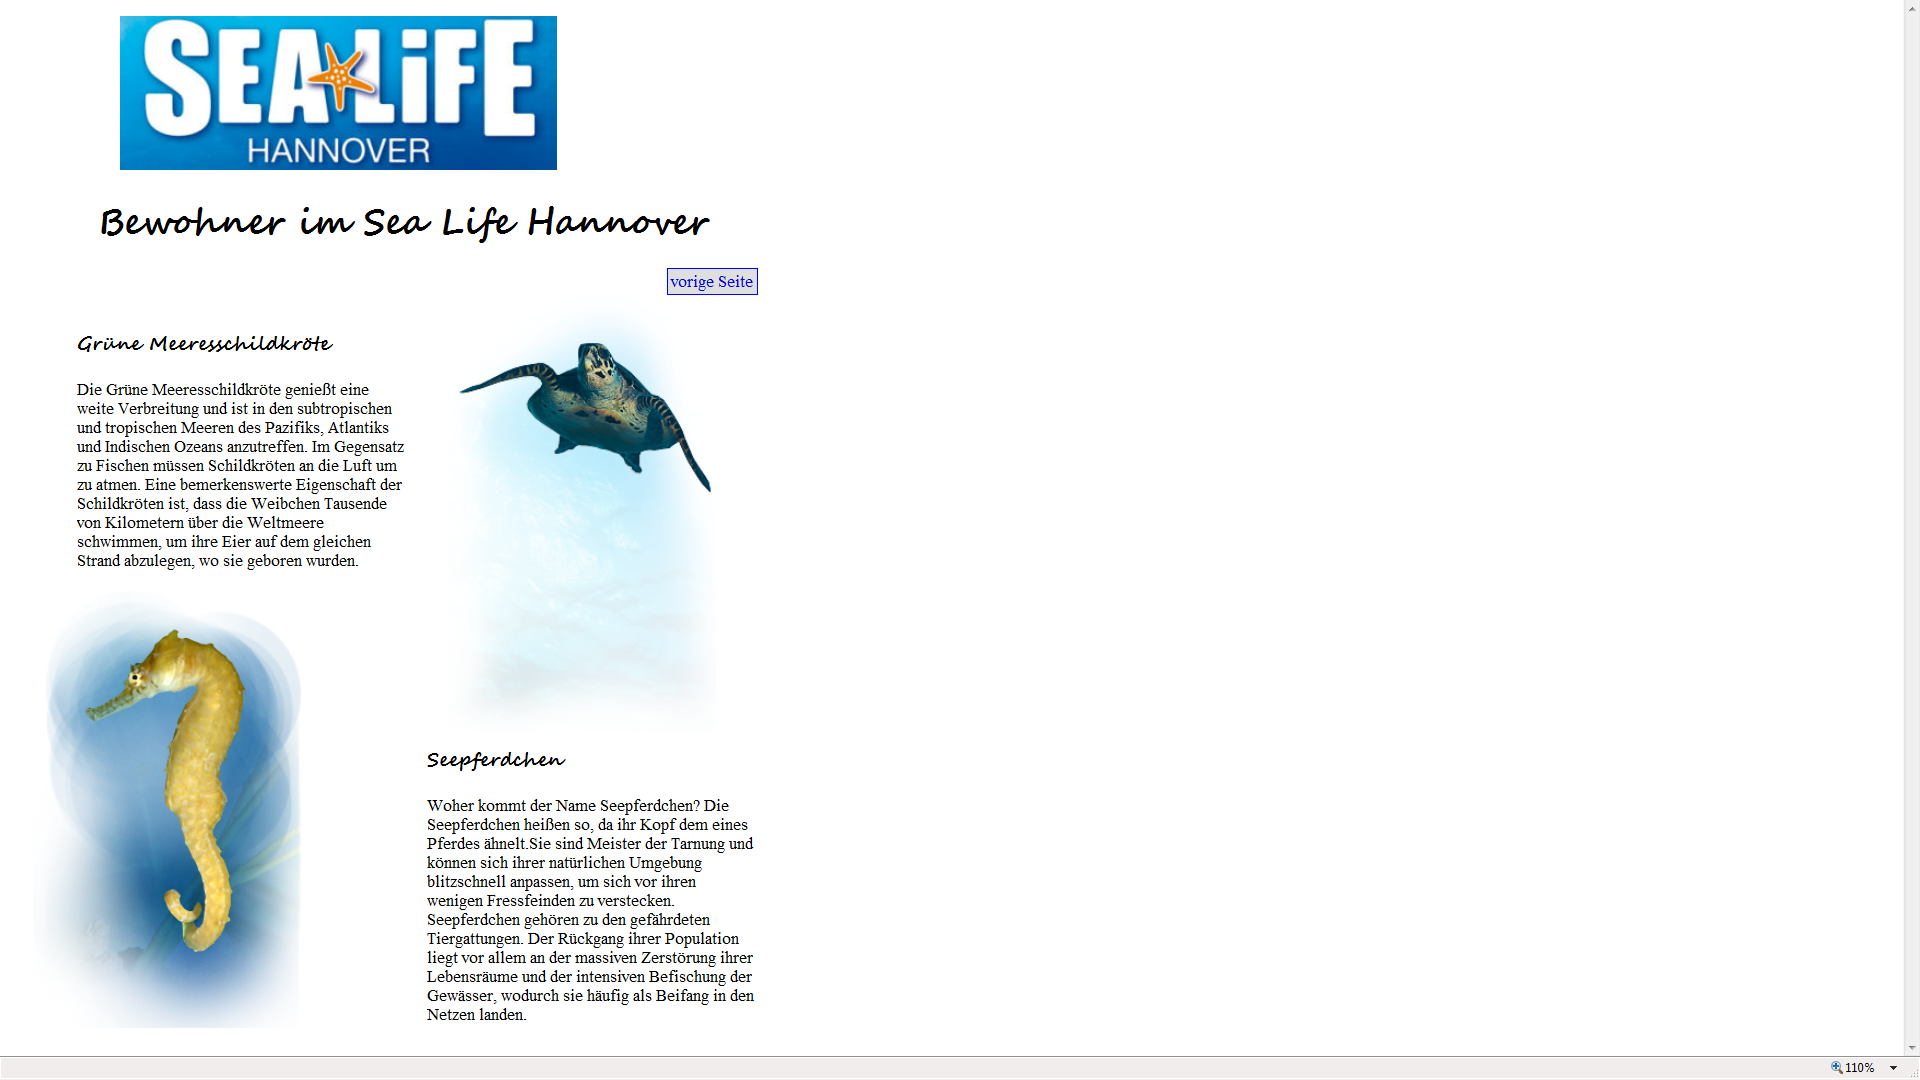 SEA LiFE
HANNOVER
Bewohner im Sea Life Hannover
vorige Seite
Grüne Meeresschildkröte
Die Grüne Meeresschildkröte genießt eine
weite Verbreitung und ist in den subtropischen
und tropischen Meeren des Pazifiks, Atlantiks
und Indischen Ozeans anzutreffen. Im Gegensatz
zu Fischen müssen Schildkröten an die Luft um
zu atmen. Eine bemerkenswerte Eigenschaft der
Schildkröten ist, dass die Weibchen Tausende
von Kilometern über die Weltmeere
schwimmen, um ihre Eier auf dem gleichen
Strand abzulegen, wo sie geboren wurden.
Seepferdchen
Woher kommt der Name Seepferdchen? Die
Seepferdchen heißen so, da ihr Kopf dem eines
Pferdes ähnelt.Sie sind Meister der Tarnung und
können sich ihrer natürlichen Umgebung
blitzschnell anpassen, um sich vor ihren
wenigen Fressfeinden zu verstecken.
Seepferdchen gehören zu den gefährdeten
Tiergattungen. Der Rückgang ihrer Population
liegt vor allem an der massiven Zerstörung ihrer
Lebensräume und der intensiven Befischung der
Gewässer, wodurch sie häufig als Beifang in den
Netzen landen.
110%